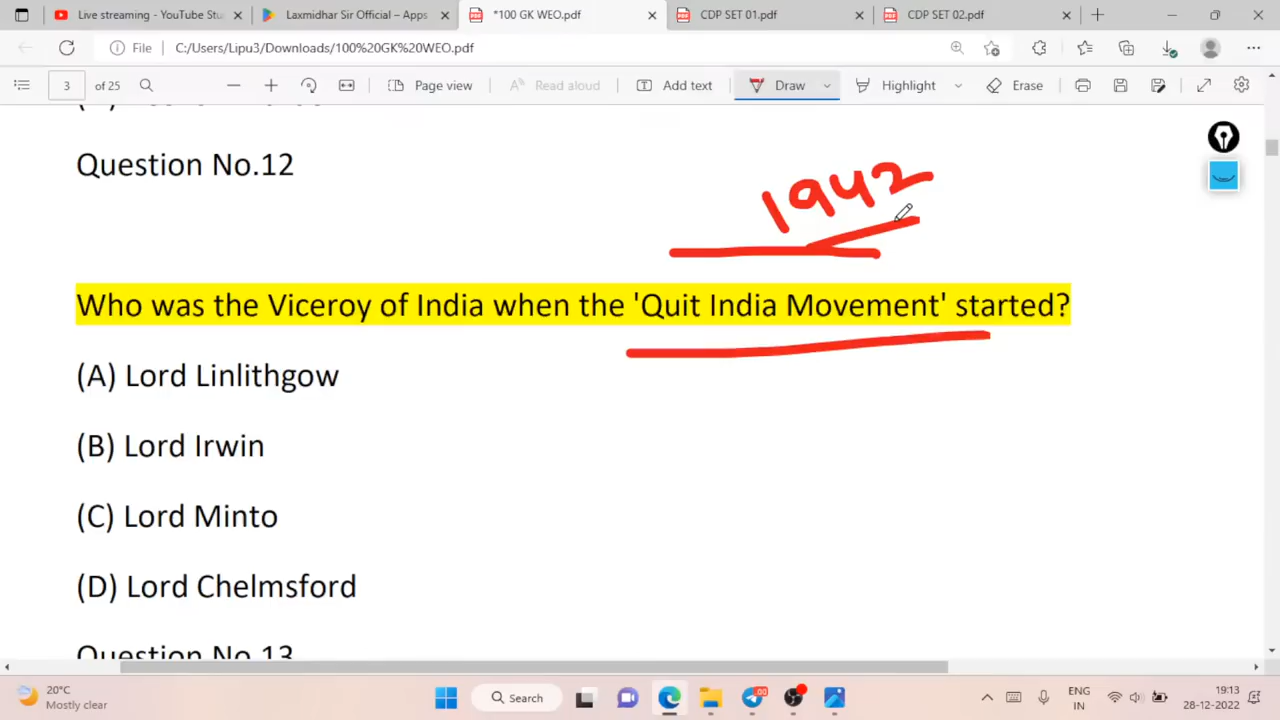 Live streaming - YouTube Stu
Laxmidhar Sir Official – Apps
*100 GK WEO.pdf
CDP SET 01.pdf
CDP SET 02.pdf
File
C:/Users/Lipu3/Downloads/100%20GK%20WEO.pdf
3 of 25
Page view
Read aloud
Add text
Draw
Highlight
Erase
Question No.12
1942
Who was the Viceroy of India when the 'Quit India Movement' started?
(A) Lord Linlithgow
(B) Lord Irwin
(C) Lord Minto
(D) Lord Chelmsford
Question No.13
20°C
Mostly clear
Search
ENG
IN
19:13
28-12-2022